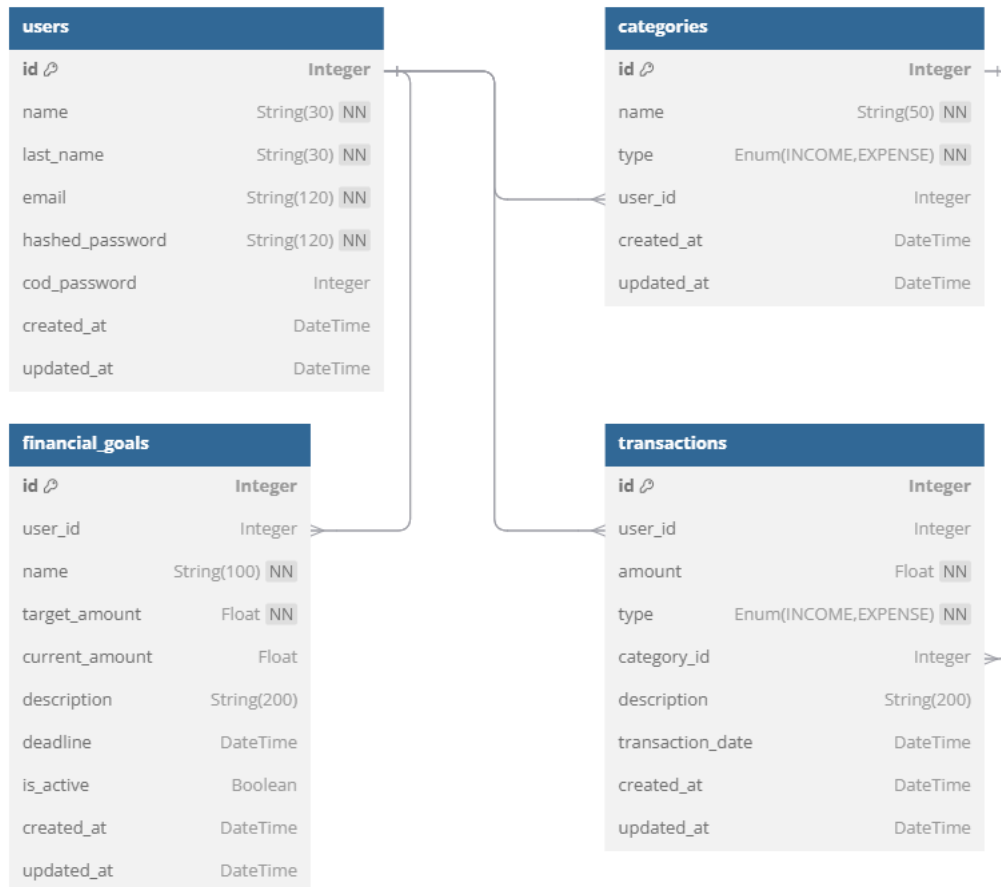 users
id Integer
name String(30) NN
last_name String(30) NN
email String(120) NN
hashed_password String(120) NN
cod_password Integer
created_at DateTime
updated_at DateTime
categories
id Integer
name String(50) NN
type Enum(INCOME,EXPENSE) NN
user_id Integer
created_at DateTime
updated_at DateTime
financial_goals
id Integer
user_id Integer
name String(100) NN
target_amount Float NN
current_amount Float
description String(200)
deadline DateTime
is_active Boolean
created_at DateTime
updated_at DateTime
transactions
id Integer
user_id Integer
amount Float NN
type Enum(INCOME,EXPENSE) NN
category_id Integer
description String(200)
transaction_date DateTime
created_at DateTime
updated_at DateTime